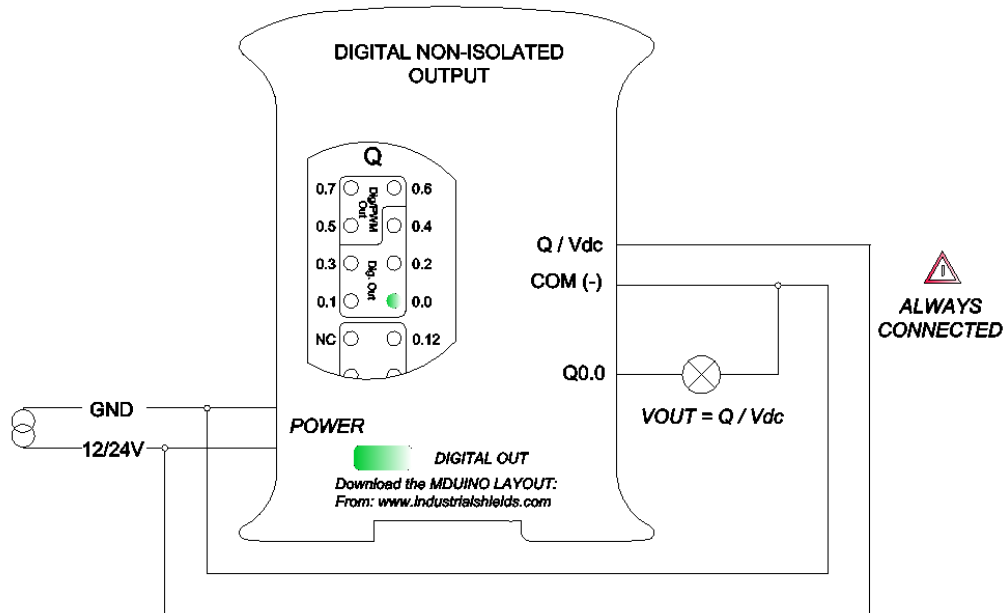 DIGITAL NON-ISOLATED
OUTPUT
Q
0.7
0.6
Dig/PWM
Out
0.5
0.4
0.3
0.2
Dig. Out
0.1
0.0
NC
0.12
Q / Vdc
COM (-)
Q0.0
VOUT = Q / Vdc
ALWAYS
CONNECTED
GND
12/24V
POWER
DIGITAL OUT
Download the MDUINO LAYOUT:
From: www.industrialshields.com